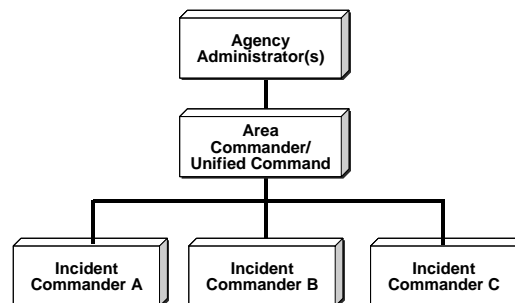 Agency
Administrator(s)
Area
Commander/
Unified Command
Incident
Commander A
Incident
Commander B
Incident
Commander C